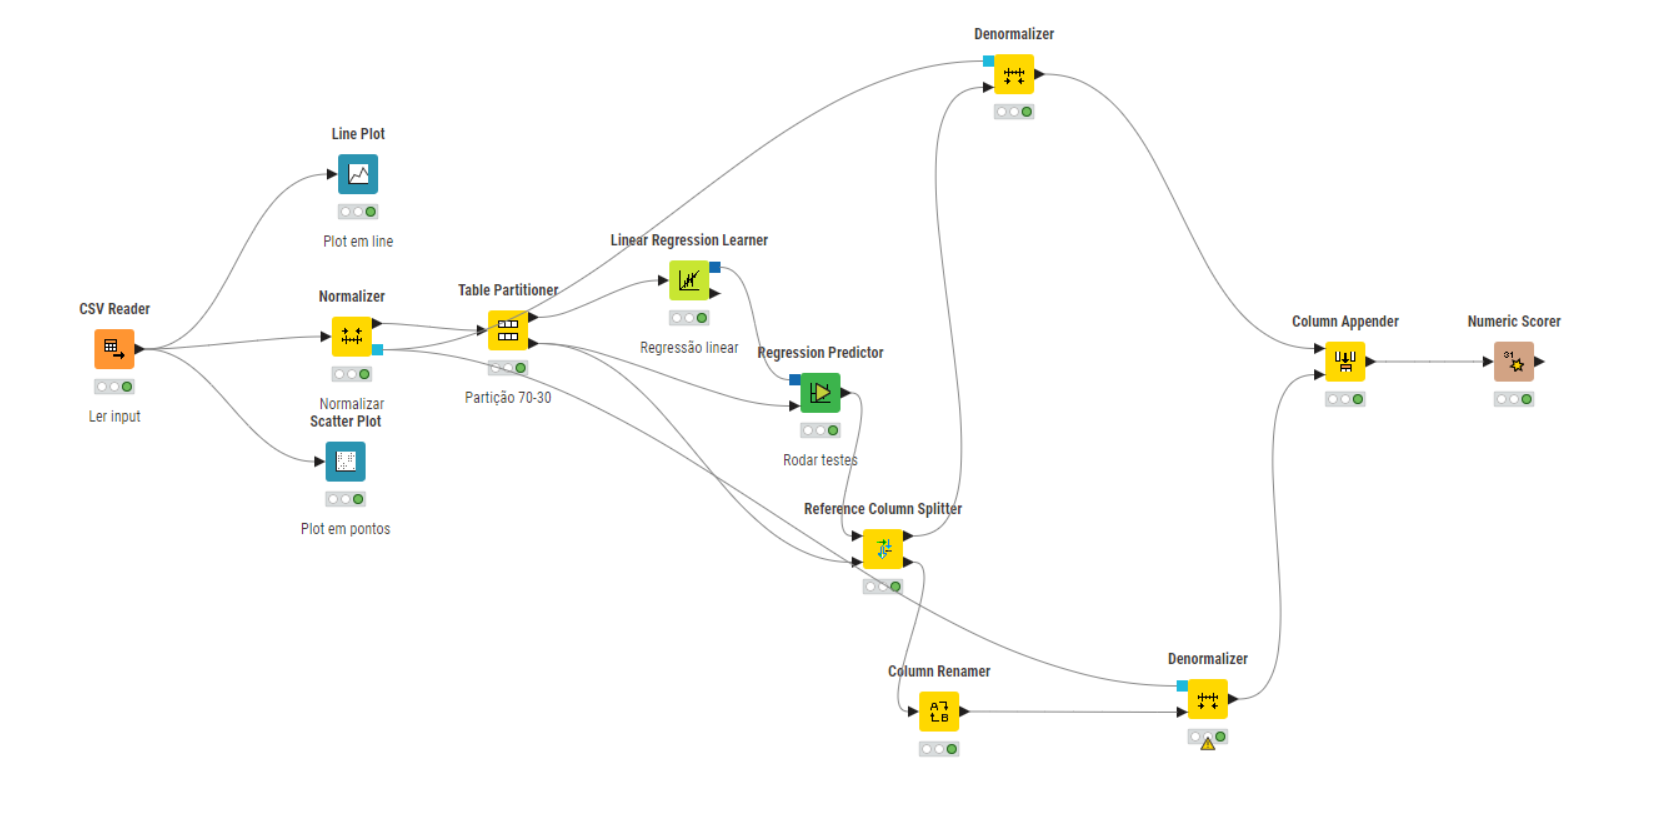 Denormalizer
Line Plot
Plot em line
Linear Regression Learner
Regressão linear
Table Partitioner
Partição 70-30
Normalizer
Normalizar
CSV Reader
Ler input
Scatter Plot
Plot em pontos
Regression Predictor
Rodar testes
Column Appender
Numeric Scorer
Reference Column Splitter
Column Renamer
Denormalizer